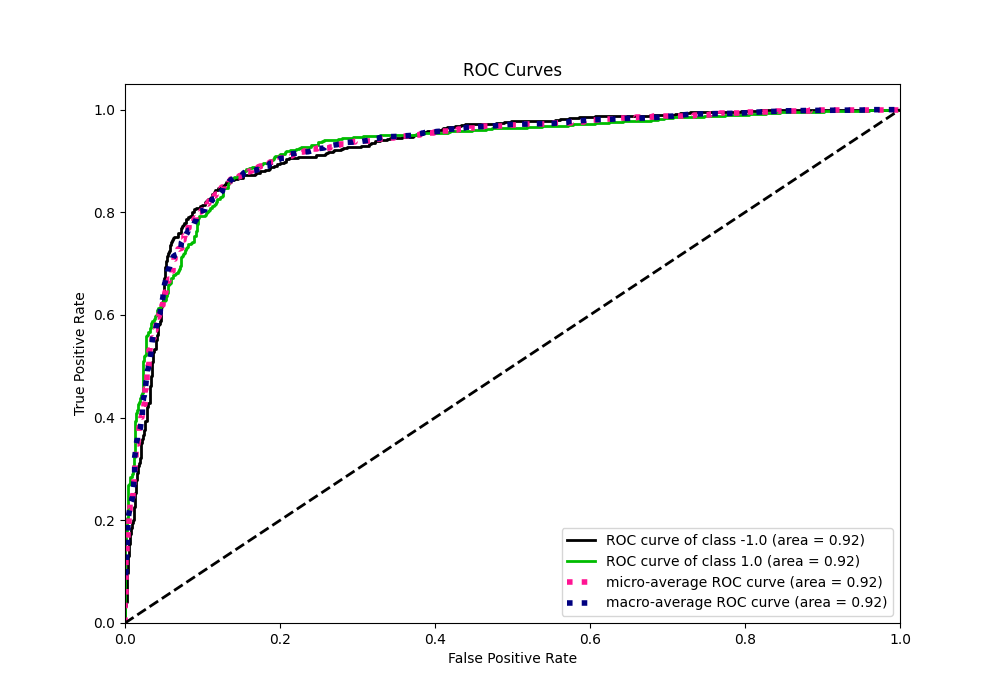 ROC Curves
1.0
0.8
0.6
0.4
0.2
0.0
True Positive Rate
0.0 0.2 0.4 0.6 0.8 1.0
False Positive Rate
ROC curve of class -1.0 (area = 0.92)
ROC curve of class 1.0 (area = 0.92)
micro-average ROC curve (area = 0.92)
macro-average ROC curve (area = 0.92)